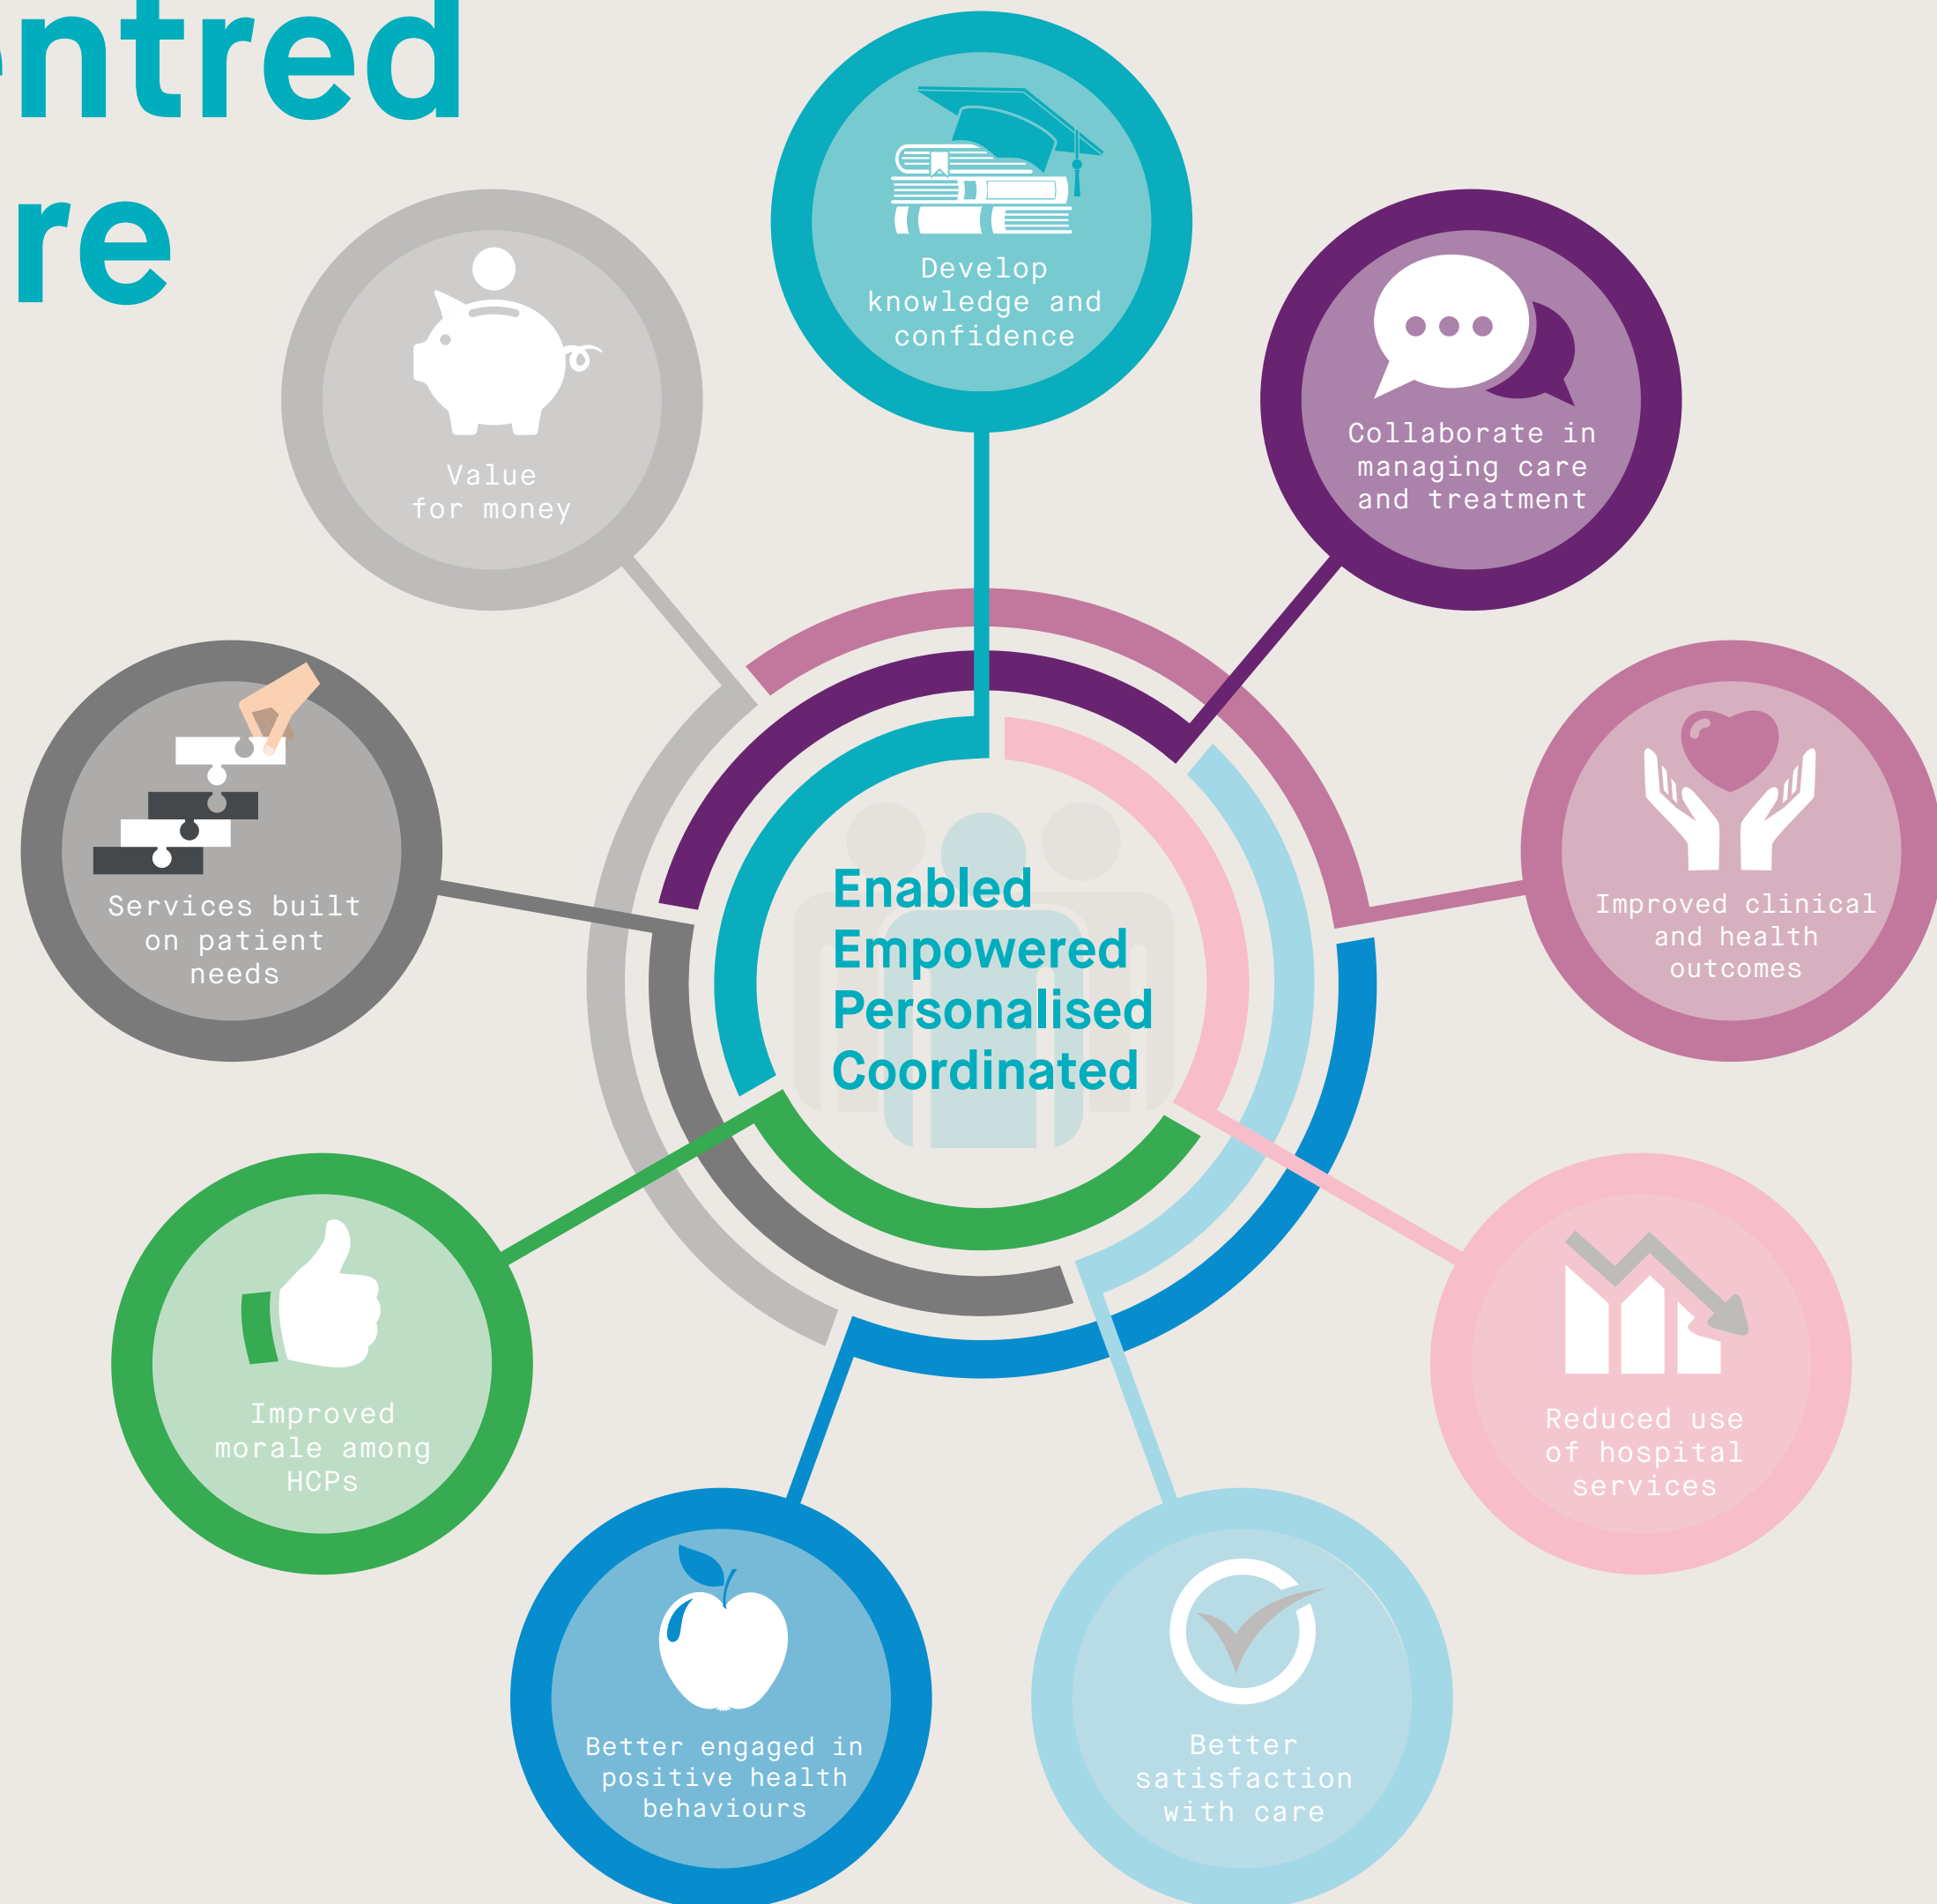 entred
re
Develop
knowledge and
confidence
Collaborate in
managing care
and treatment
Improved clinical
and health
outcomes
Reduced use
of hospital
services
Better
satisfaction
with care
Better engaged in
positive health
behaviours
Improved
morale among
HCPs
Services built
on patient
needs
Value
for money
Enabled
Empowered
Personalised
Coordinated